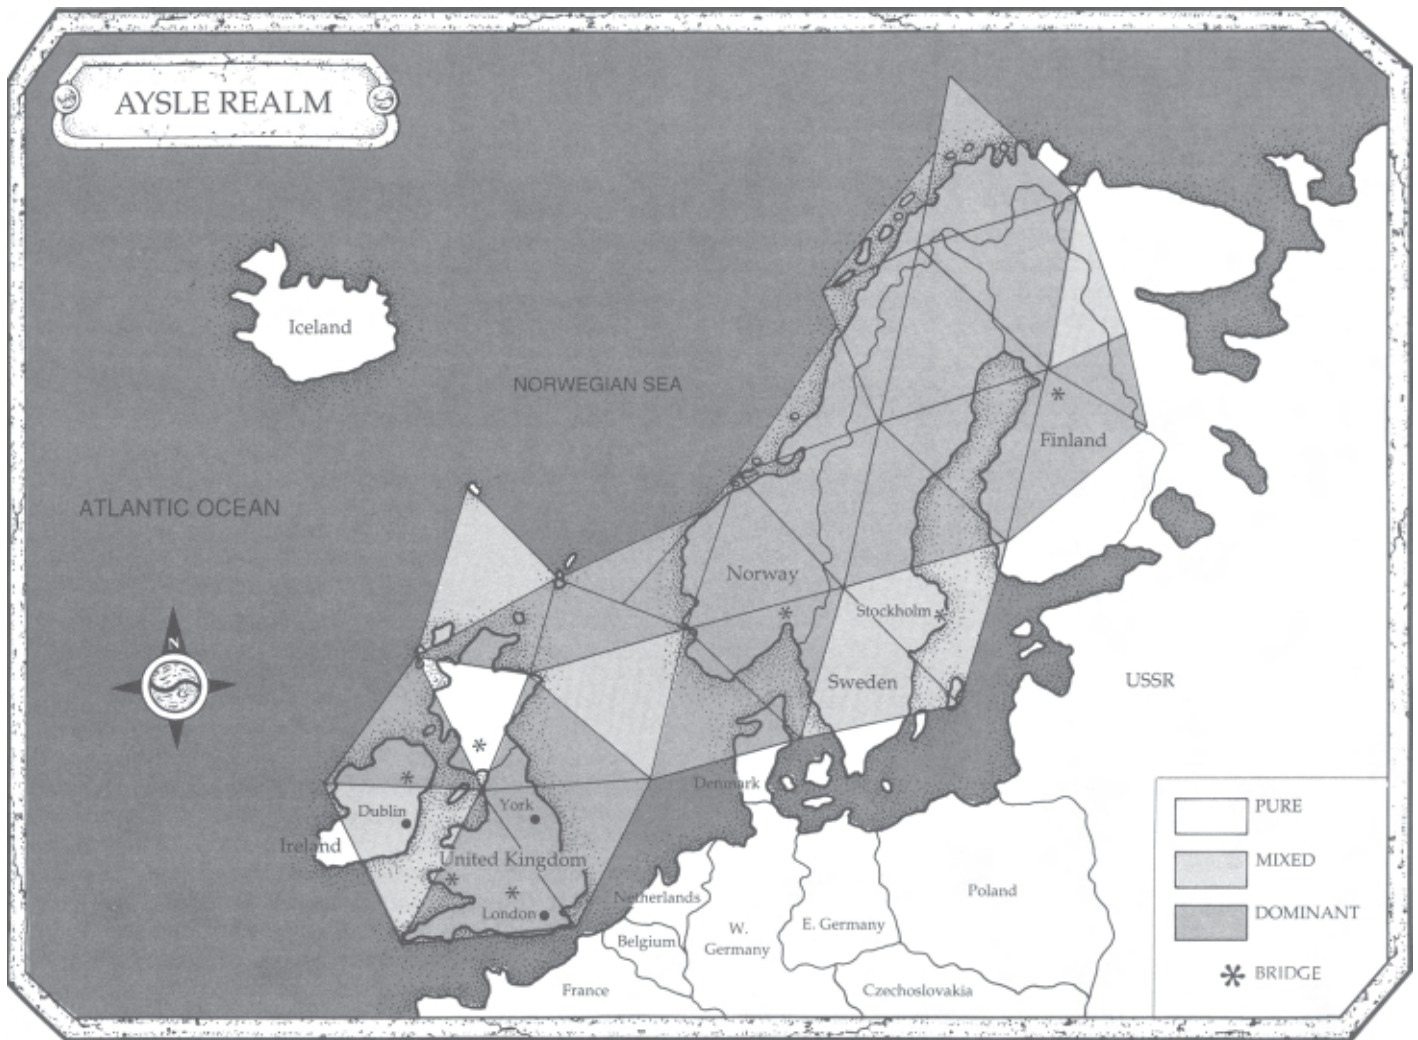 AYSLE REALM
Iceland
NORWEGIAN SEA
ATLANTIC OCEAN
Finland
Norway
Stockholm
Sweden
USSR
N
Denmark
Dublin
York
Ireland
United Kingdom
London
Netherlands
Belgium
W.
Germany
E. Germany
Poland
France
Czechoslovakia
PURE
MIXED
DOMINANT
BRIDGE